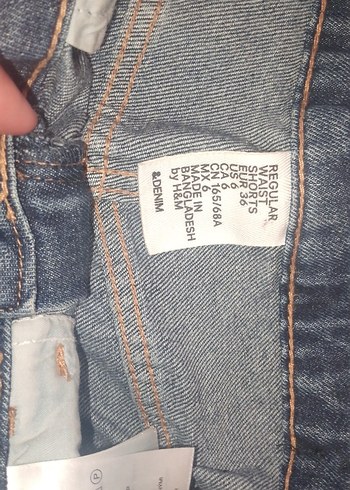 REGULAR
WAIST
SHORTS
EUR 36
US 6
CA 6
CN 165/68A
MX 6
MADE IN
BANGLADESH
by H&M
&DENIM
P